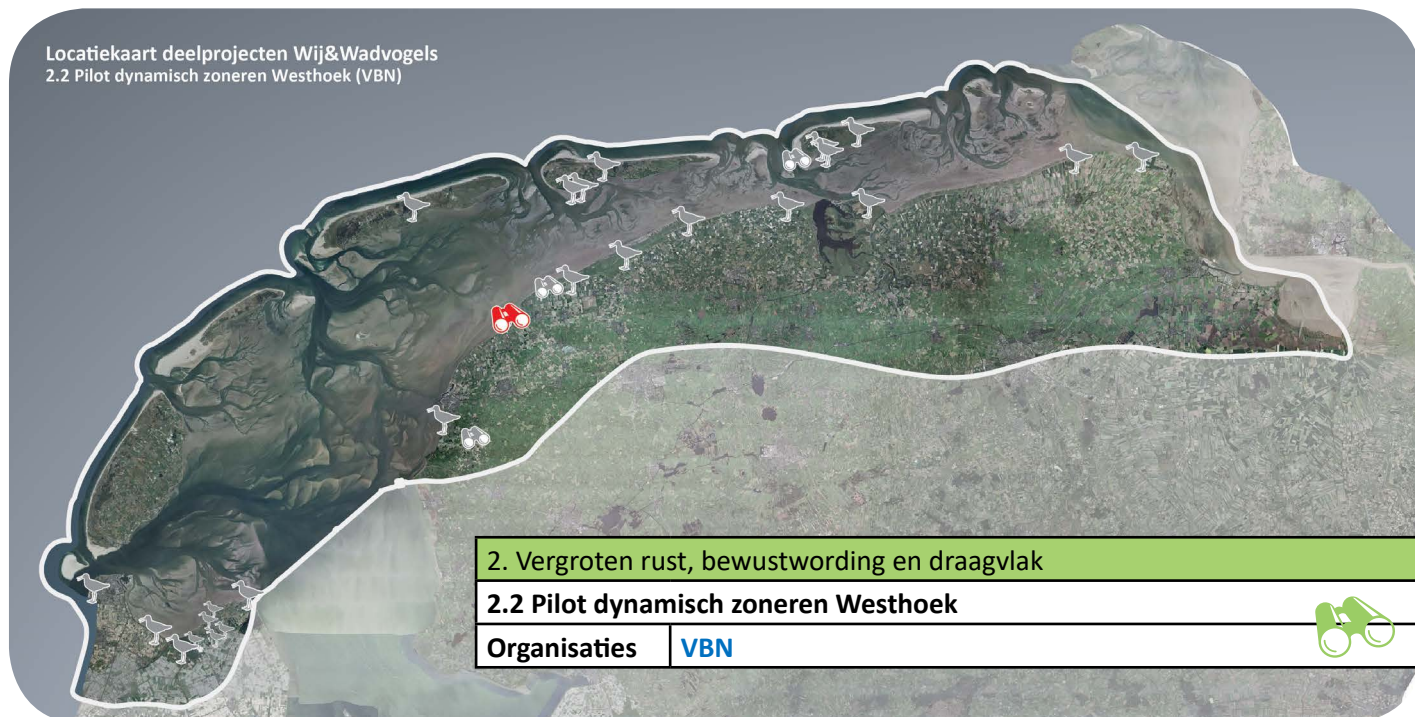 Locatiekaart deelprojecten Wij&Wadvogels
2.2 Pilot dynamisch zoneren Westhoek (VBN)
2. Vergroten rust, bewustwording en draagvlak
2.2 Pilot dynamisch zoneren Westhoek
Organisaties VBN